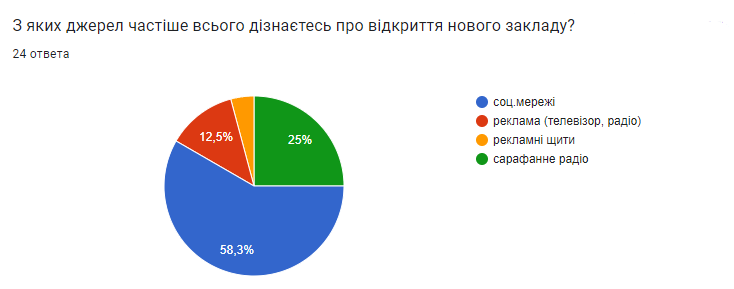 З яких джерел частіше всього дізнаєтесь про відкриття нового закладу?
24 ответа
соц.мережі
реклама (телевізор, радіо)
рекламні щити
сарафанне радіо
12,5%
25%
58,3%